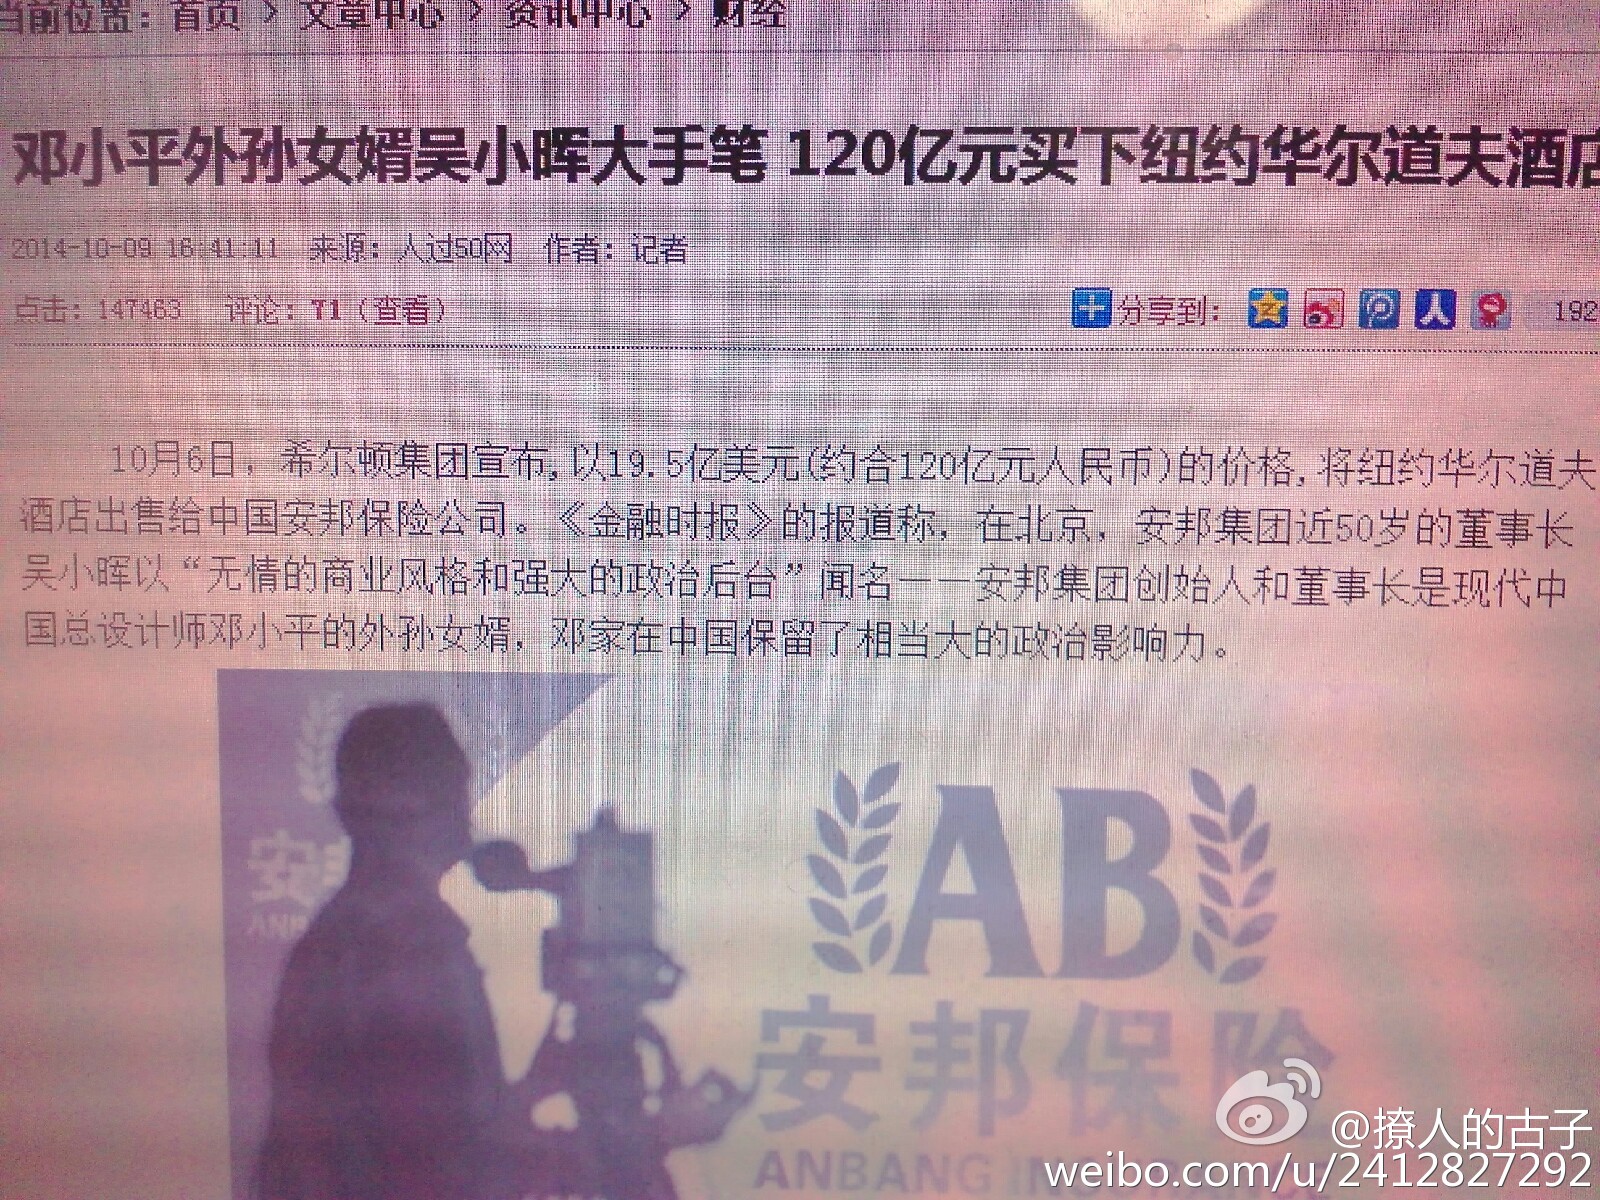 当前位置：首页 > 文章中心 > 资讯中心 > 财经
邓小平外孙女婿吴小晖大手笔 120亿元买下纽约华尔道夫酒店
2014-10-09 16:41:11 来源：人过50网 作者：记者
点击：147463 评论：71（查看）
分享到：
192
10月6日，希尔顿集团宣布,以19.5亿美元(约合120亿元人民币)的价格,将纽约华尔道夫
酒店出售给中国安邦保险公司。《金融时报》的报道称，在北京，安邦集团近50岁的董事长
吴小晖以“无情的商业风格和强大的政治后台”闻名——安邦集团创始人和董事长是现代中
国总设计师邓小平的外孙女婿，邓家在中国保留了相当大的政治影响力。
安
ANB
AB
安邦保险
ANBANG IN
@撩人的古子
weibo.com/u/2412827292